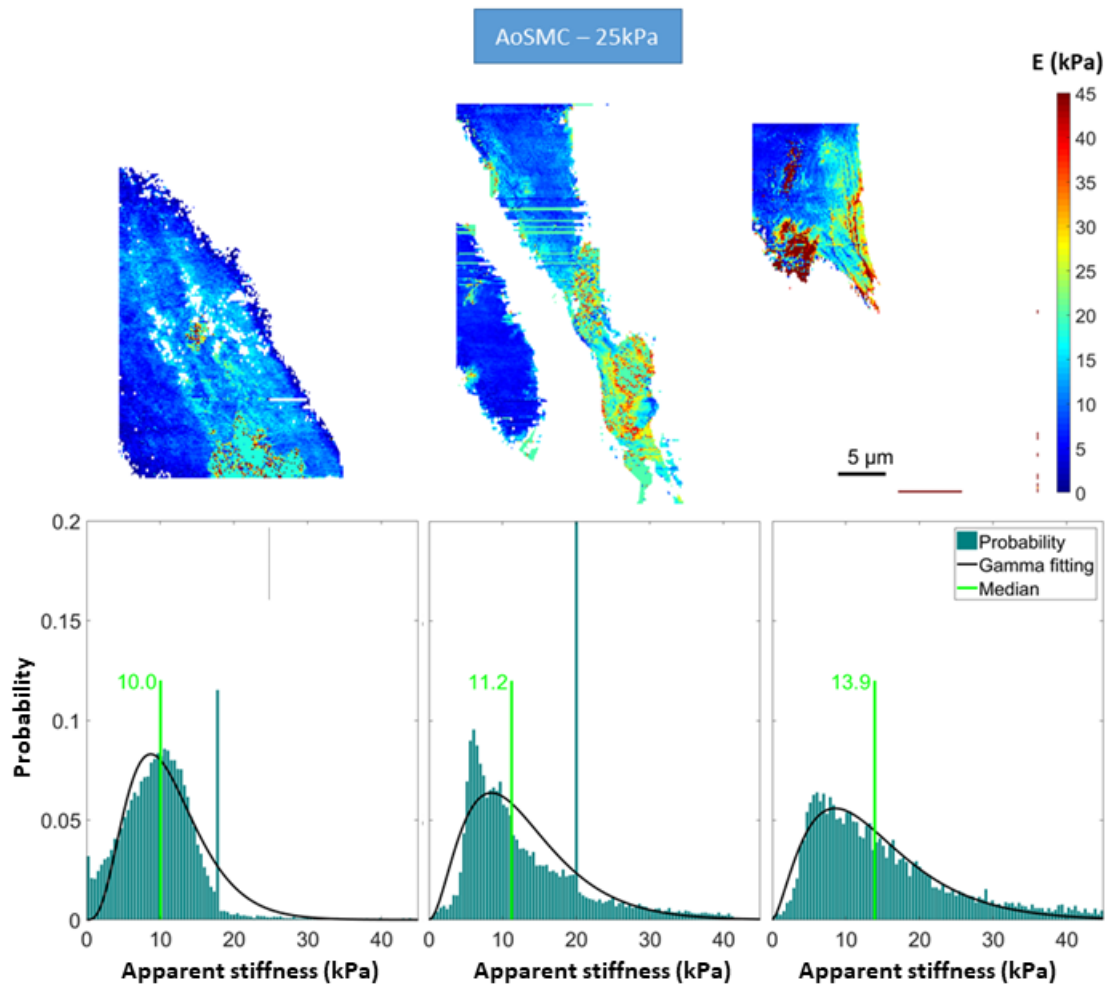 AoSMC – 25kPa
E (kPa)
45
40
35
30
25
20
15
10
5
0
5 µm
0.2
0.15
0.1
0.05
0
Probability
Probability
Gamma fitting
Median
10.0
11.2
13.9
0 10 20 30 40
0 10 20 30 40
0 10 20 30 40
Apparent stiffness (kPa)
Apparent stiffness (kPa)
Apparent stiffness (kPa)